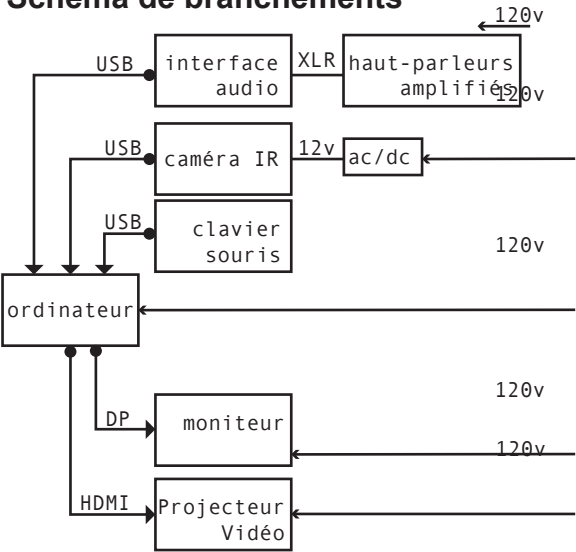 Schéma de branchements
120v
USB
interface
audio
XLR
haut-parleurs
amplifiés
120v
USB
caméra IR
12v
ac/dc
USB
clavier
souris
120v
ordinateur
120v
DP
moniteur
120v
HDMI
Projecteur
Vidéo